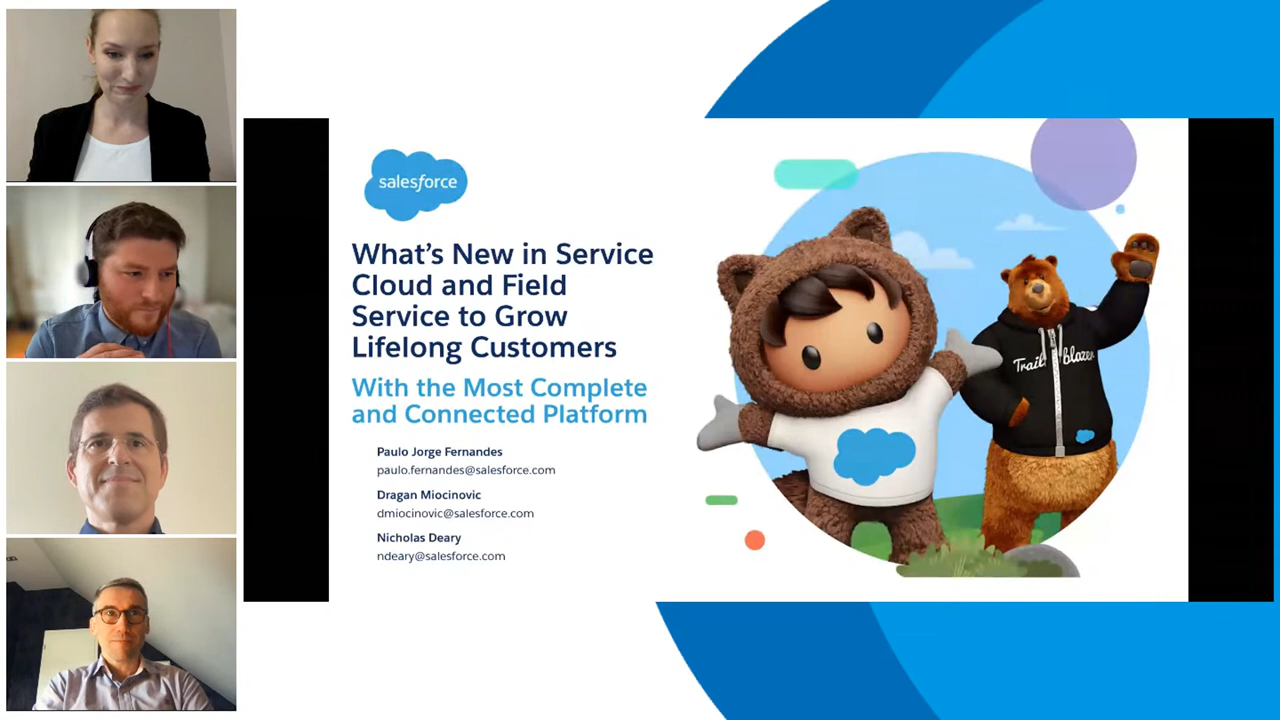 salesforce
What's New in Service
Cloud and Field
Service to Grow
Lifelong Customers
With the Most Complete
and Connected Platform
Paulo Jorge Fernandes
paulo.fernandes@salesforce.com
Dragan Miocinovic
dmiocinovic@salesforce.com
Nicholas Deary
ndeary@salesforce.com
Trailblazer